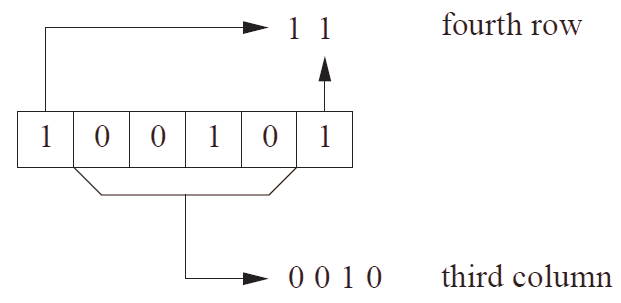 1 1 fourth row
1 0 0 1 0 1
0 0 1 0 third column